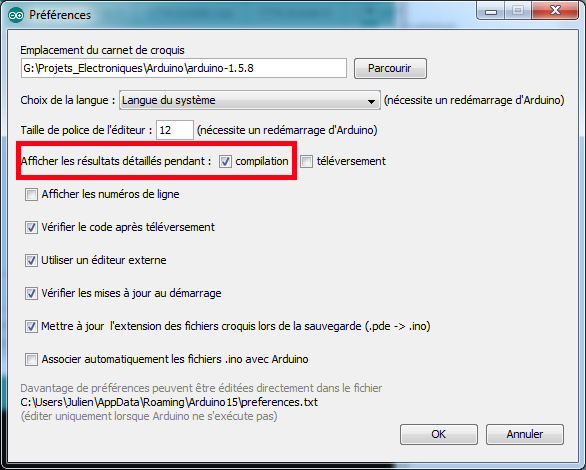 Préférences
Emplacement du carnet de croquis
G:\Projets_Electroniques\Arduino\arduino-1.5.8 Parcourir
Choix de la langue : Langue du système (nécessite un redémarrage d'Arduino)
Taille de police de l'éditeur : 12 (nécessite un redémarrage d'Arduino)
Afficher les résultats détaillés pendant : compilation téléversement
Afficher les numéros de ligne
Vérifier le code après téléversement
Utiliser un éditeur externe
Vérifier les mises à jour au démarrage
Mettre à jour l'extension des fichiers croquis lors de la sauvegarde (.pde -> .ino)
Associer automatiquement les fichiers .ino avec Arduino
Davantage de préférences peuvent être éditées directement dans le fichier
C:\Users\Julien\AppData\Roaming\Arduino15\preferences.txt
(éditer uniquement lorsque Arduino ne s'exécute pas)
OK Annuler